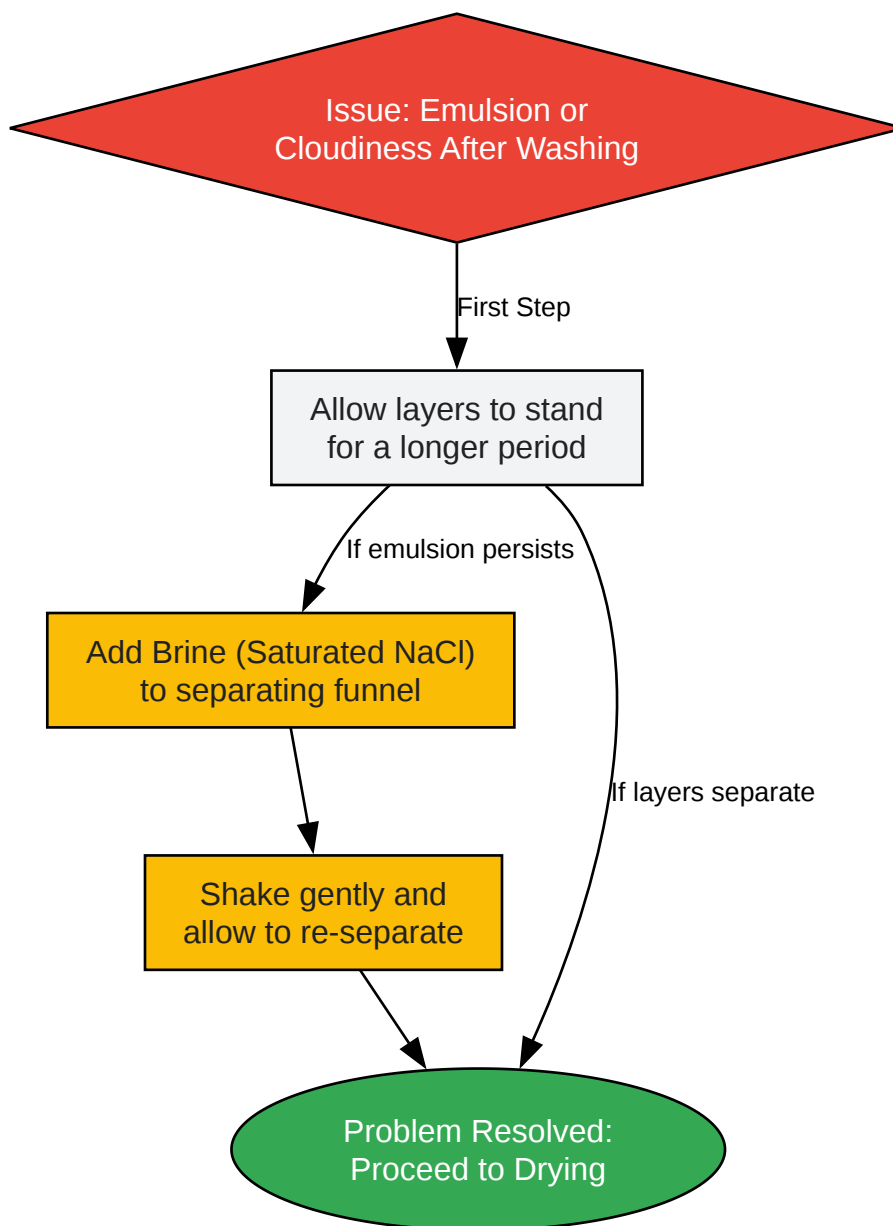 Issue: Emulsion or
Cloudiness After Washing
First Step
Allow layers to stand
for a longer period
If emulsion persists
Add Brine (Saturated NaCl)
to separating funnel
If layers separate
Shake gently and
allow to re-separate
Problem Resolved:
Proceed to Drying